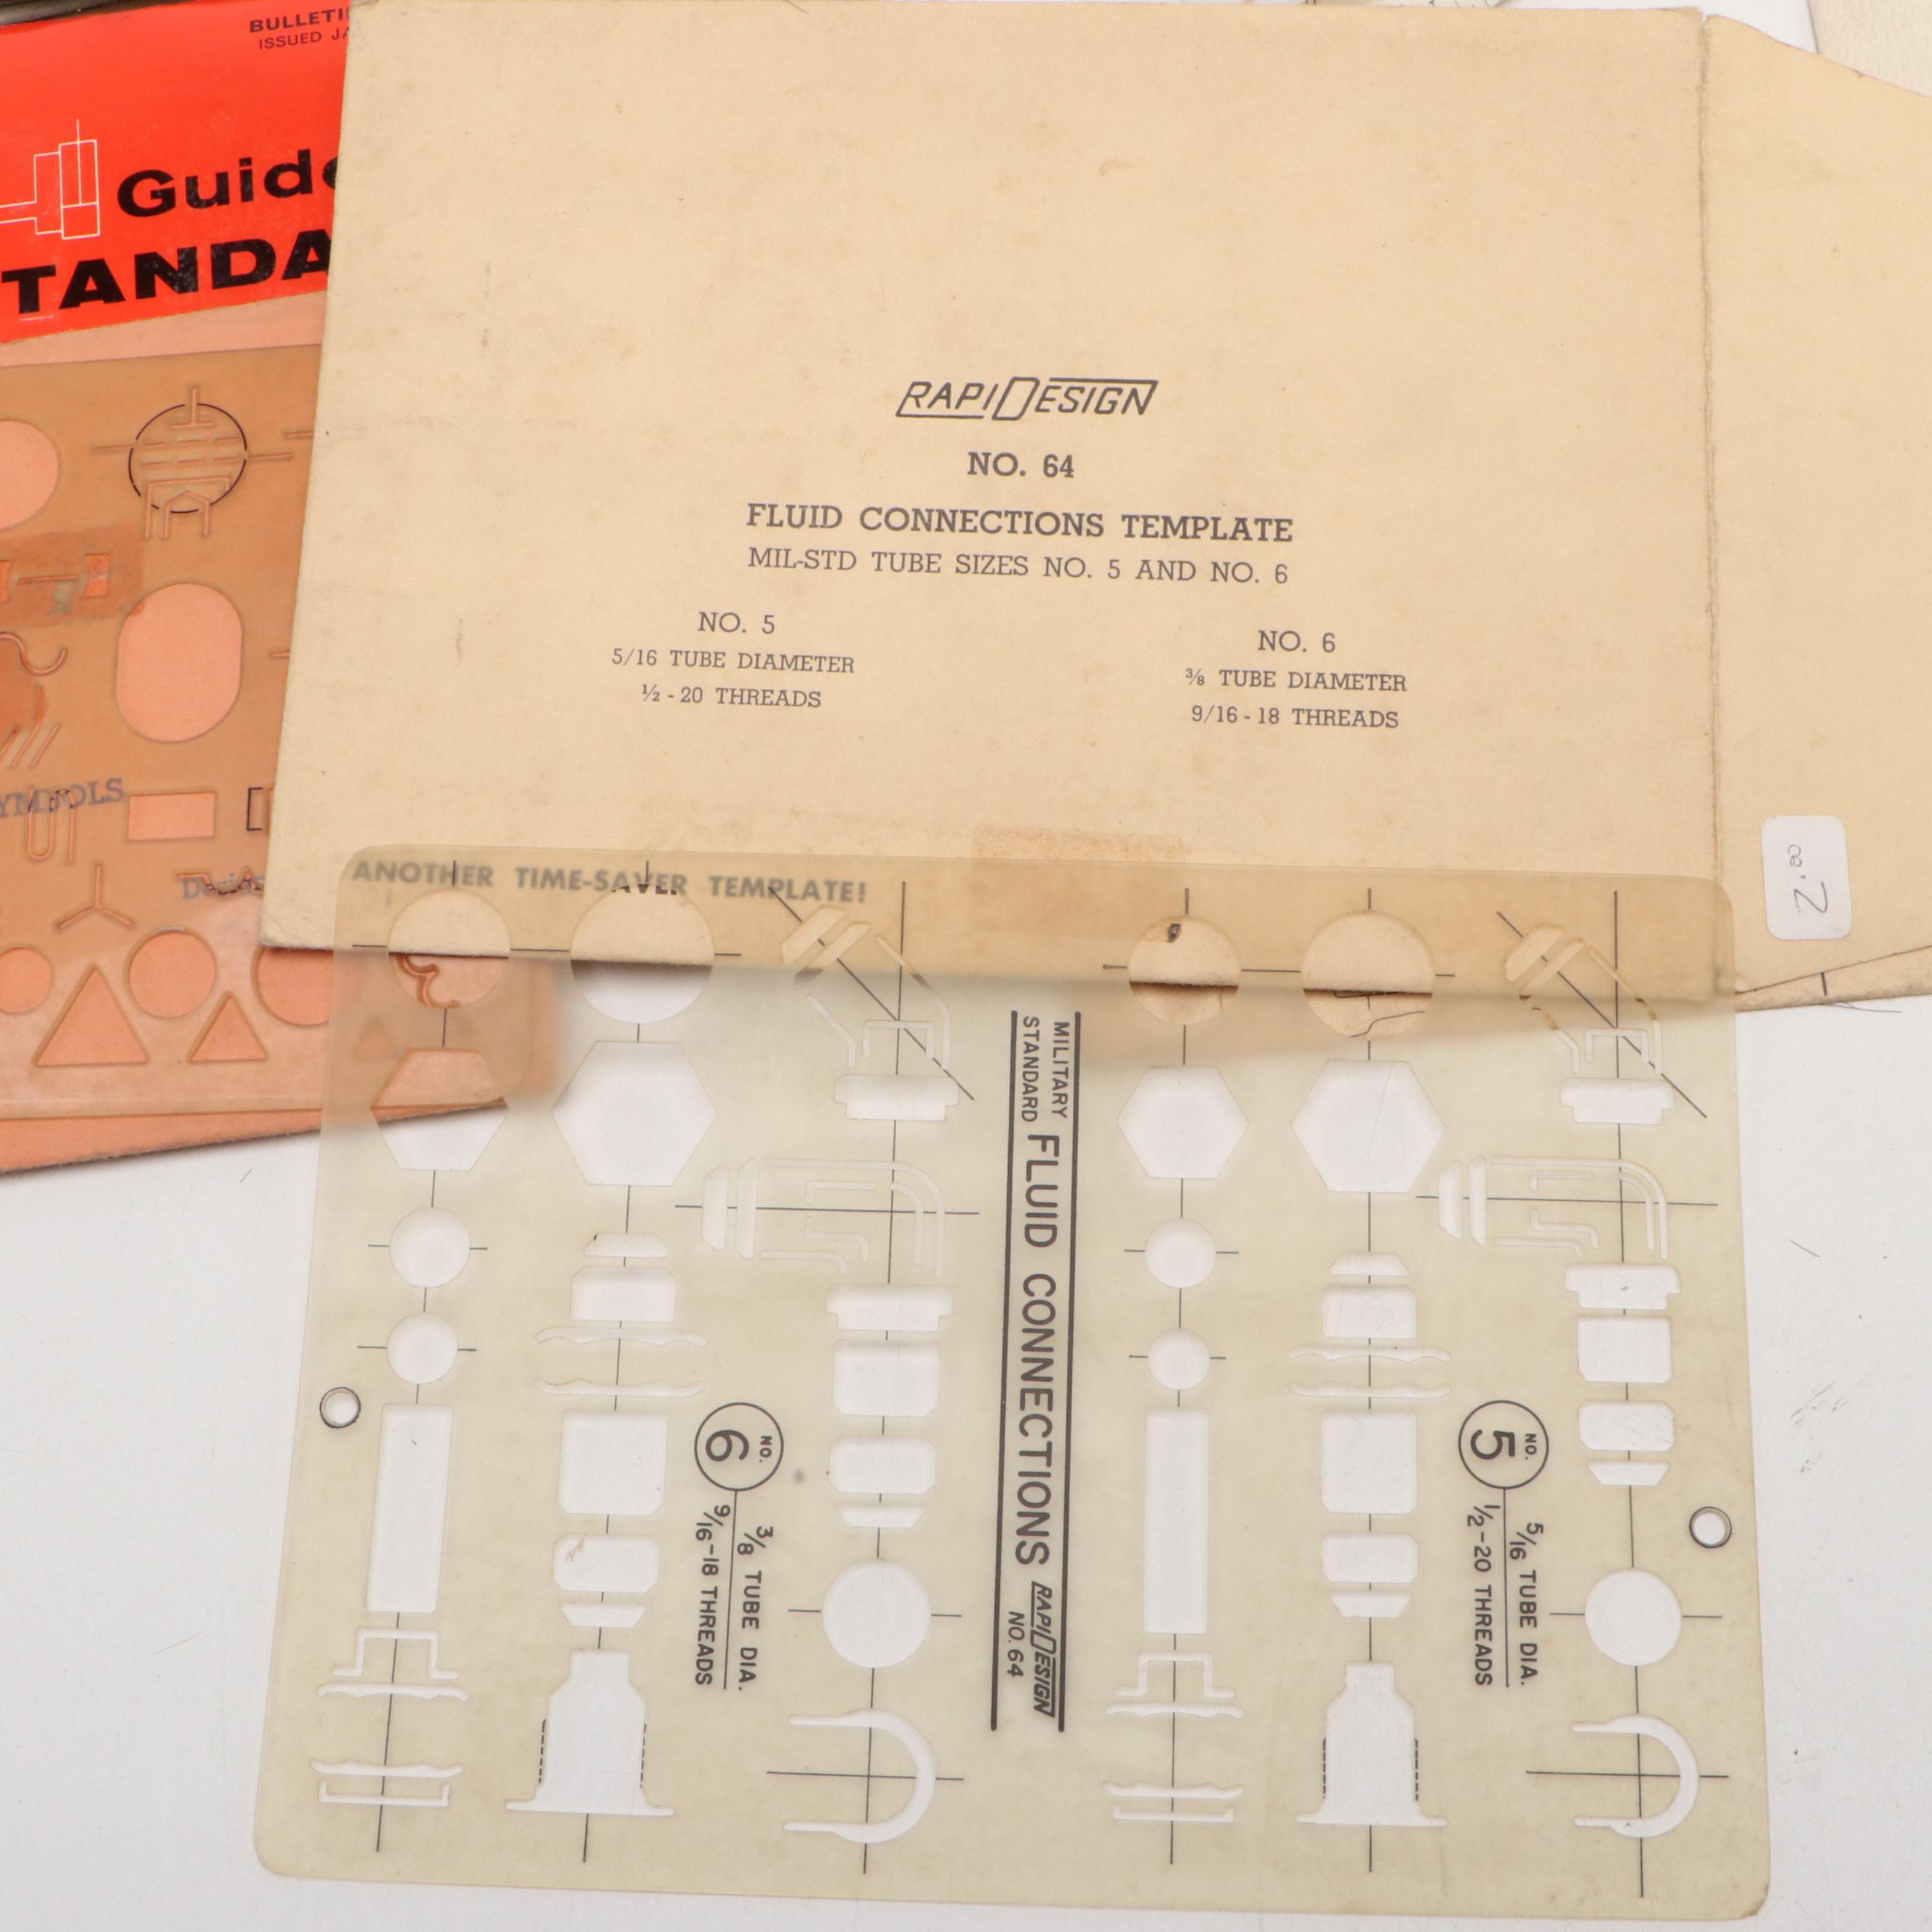 BULLETI
ISSUED JA
Guide
TANDA
RAPIDESIGN
NO. 64
FLUID CONNECTIONS TEMPLATE
MIL-STD TUBE SIZES NO. 5 AND NO. 6
NO. 5
5/16 TUBE DIAMETER
½ - 20 THREADS
NO. 6
⅜ TUBE DIAMETER
9/16 - 18 THREADS
2.00
YMBOLS
ANOTHER TIME-SAVER TEMPLATE!
MILITARY
STANDARD
FLUID CONNECTIONS
RAPIDESIGN
NO. 64
NO.
6
3/8 TUBE DIA.
9/16-18 THREADS
NO.
5
5/16 TUBE DIA.
1/2-20 THREADS